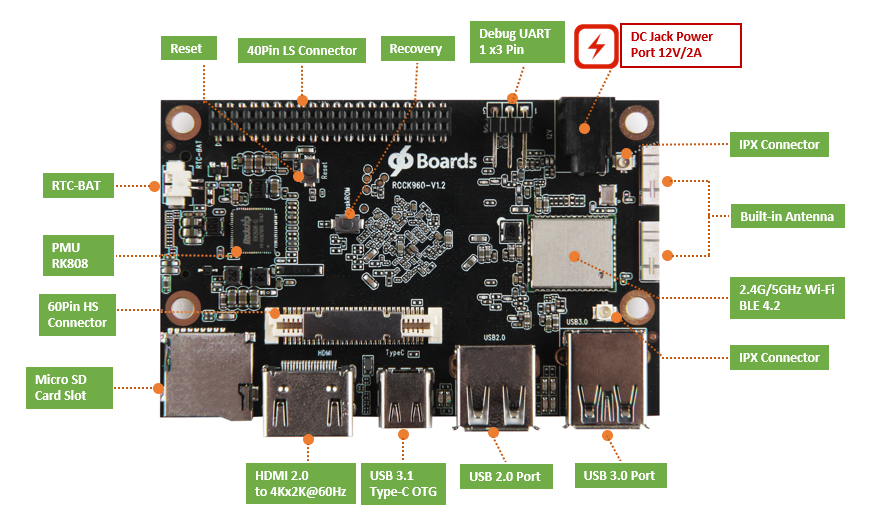 Debug UART
1 x3 Pin
DC Jack Power
Port 12V/2A
Reset
40Pin LS Connector
Recovery
IPX Connector
12V
RTC-BAT
96Boards
Reset
ROCK960-V1.2
RTC-BAT
Built-in Antenna
PMU
RK808
2.4G/5GHz Wi-Fi
BLE 4.2
60Pin HS
Connector
USB3.0
USB2.0
HDMI
TypeC
IPX Connector
Micro SD
Card Slot
HDMI 2.0
to 4Kx2K@60Hz
USB 3.1
Type-C OTG
USB 2.0 Port
USB 3.0 Port